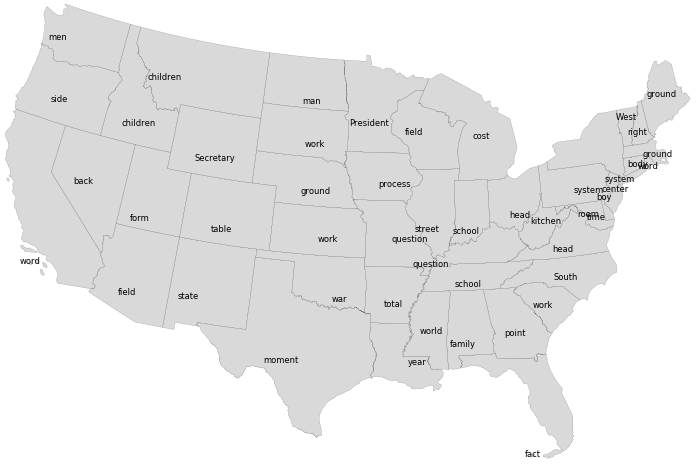 men
children
side
children
man
President
field
cost
ground
West
right
work
Secretary
process
ground
body
word
system
system
center
boy
back
form
table
ground
head
kitchen
room
time
street
question
school
work
head
word
question
South
field
state
war
total
school
work
world
family
point
moment
year
fact